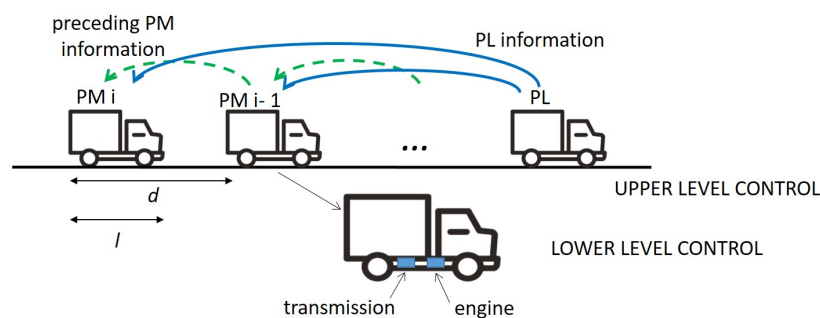 preceding PM
information
PL information
PM i
PM i- 1
PL
...
d
UPPER LEVEL CONTROL
l
LOWER LEVEL CONTROL
transmission
engine